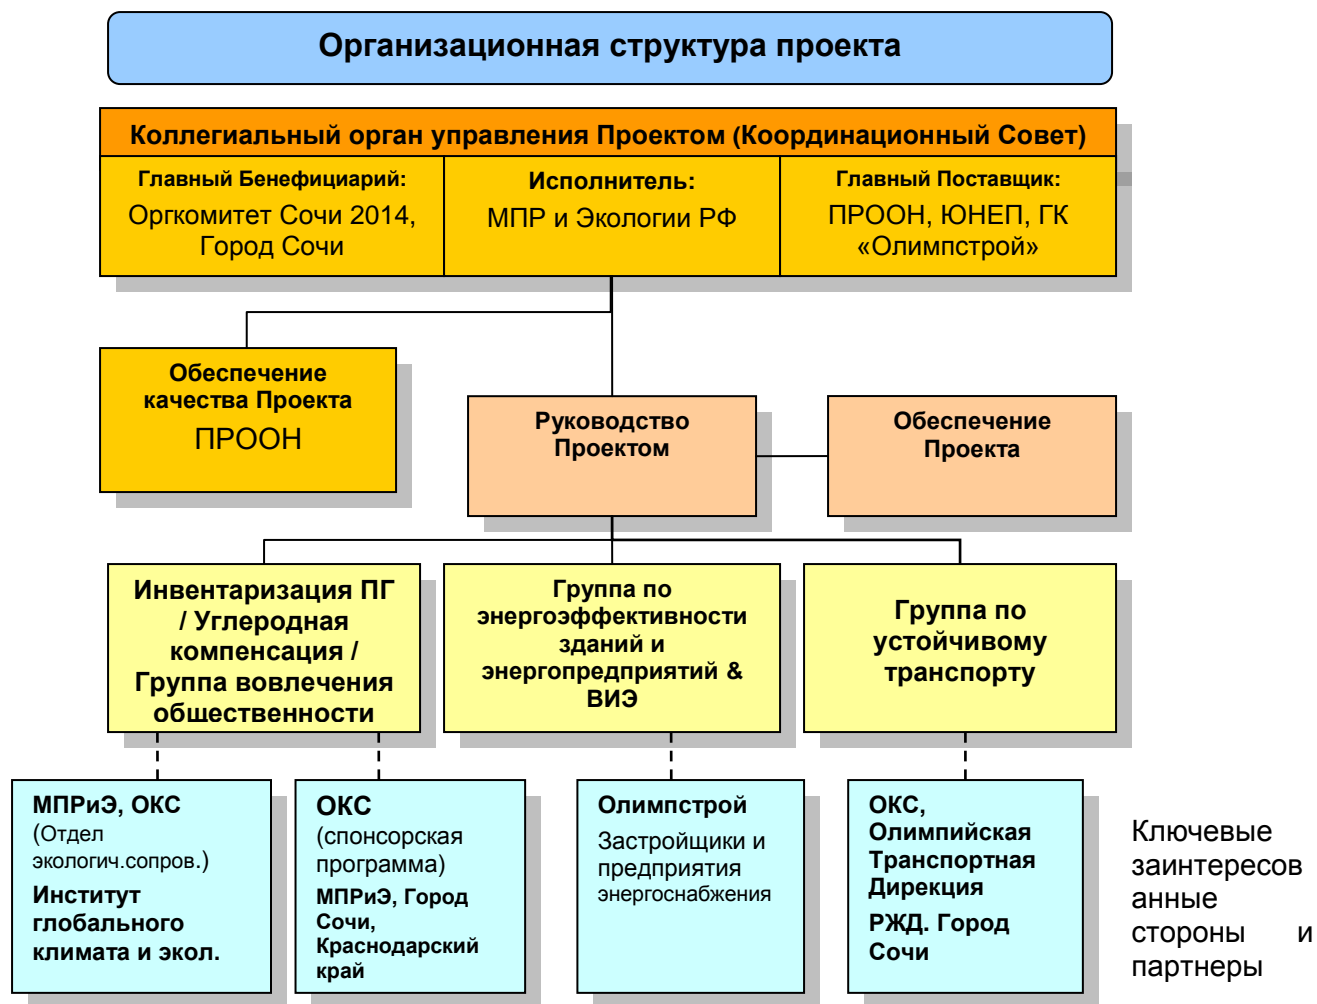 Организационная структура проекта
Коллегиальный орган управления Проектом (Координационный Совет)
Главный Бенефициарий:
Оргкомитет Сочи 2014,
Город Сочи
Исполнитель:
МПР и Экологии РФ
Главный Поставщик:
ПРООН, ЮНЕП, ГК
«Олимпстрой»
Обеспечение
качества Проекта
ПРООН
Руководство
Проектом
Обеспечение
Проекта
Инвентаризация ПГ
/ Углеродная
компенсация /
Группа вовлечения
общественности
Группа по
энергоэффективности
зданий и
энергопредприятий &
ВИЭ
Группа по
устойчивому
транспорту
МПРиЭ, ОКС
(Отдел
экологич.сопров.)
Институт
глобального
климата и экол.
ОКС
(спонсорская
программа)
МПРиЭ, Город
Сочи,
Краснодарский
край
Олимпстрой
Застройщики и
предприятия
энергоснабжения
ОКС,
Олимпийская
Транспортная
Дирекция
РЖД. Город
Сочи
Ключевые
заинтересов
анные
стороны и
партнеры